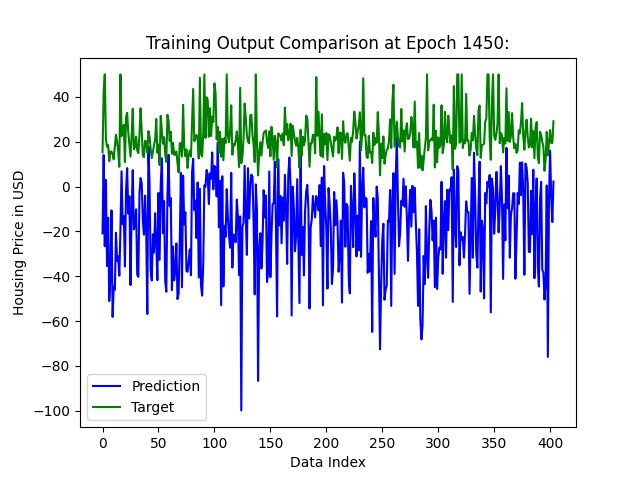 Training Output Comparison at Epoch 1450:
Housing Price in USD
40
20
0
−20
−40
−60
−80
−100
Prediction
Target
0 50 100 150 200 250 300 350 400
Data Index